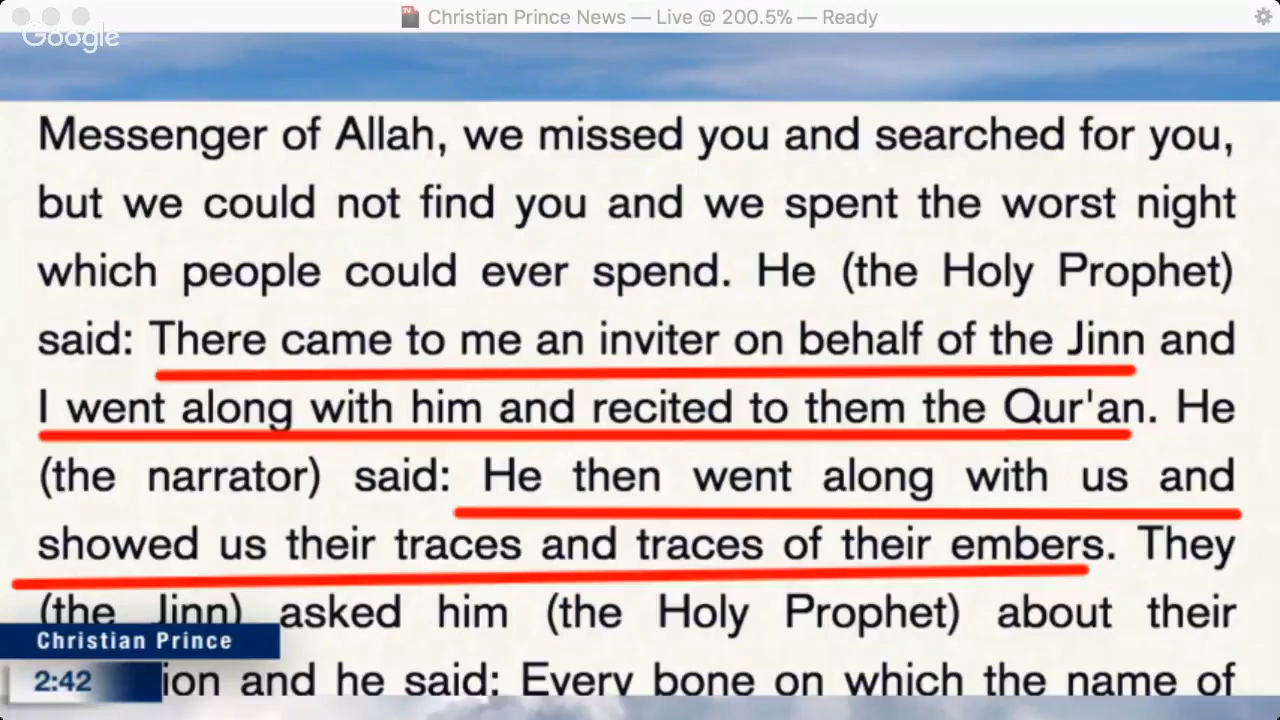 Christian Prince News — Live @ 200.5% — Ready
Google
Messenger of Allah, we missed you and searched for you,
but we could not find you and we spent the worst night
which people could ever spend. He (the Holy Prophet)
said: There came to me an inviter on behalf of the Jinn and
I went along with him and recited to them the Qur'an. He
(the narrator) said: He then went along with us and
showed us their traces and traces of their embers. They
(the Jinn) asked him (the Holy Prophet) about their
ion and he said: Every bone on which the name of
Christian Prince
2:42